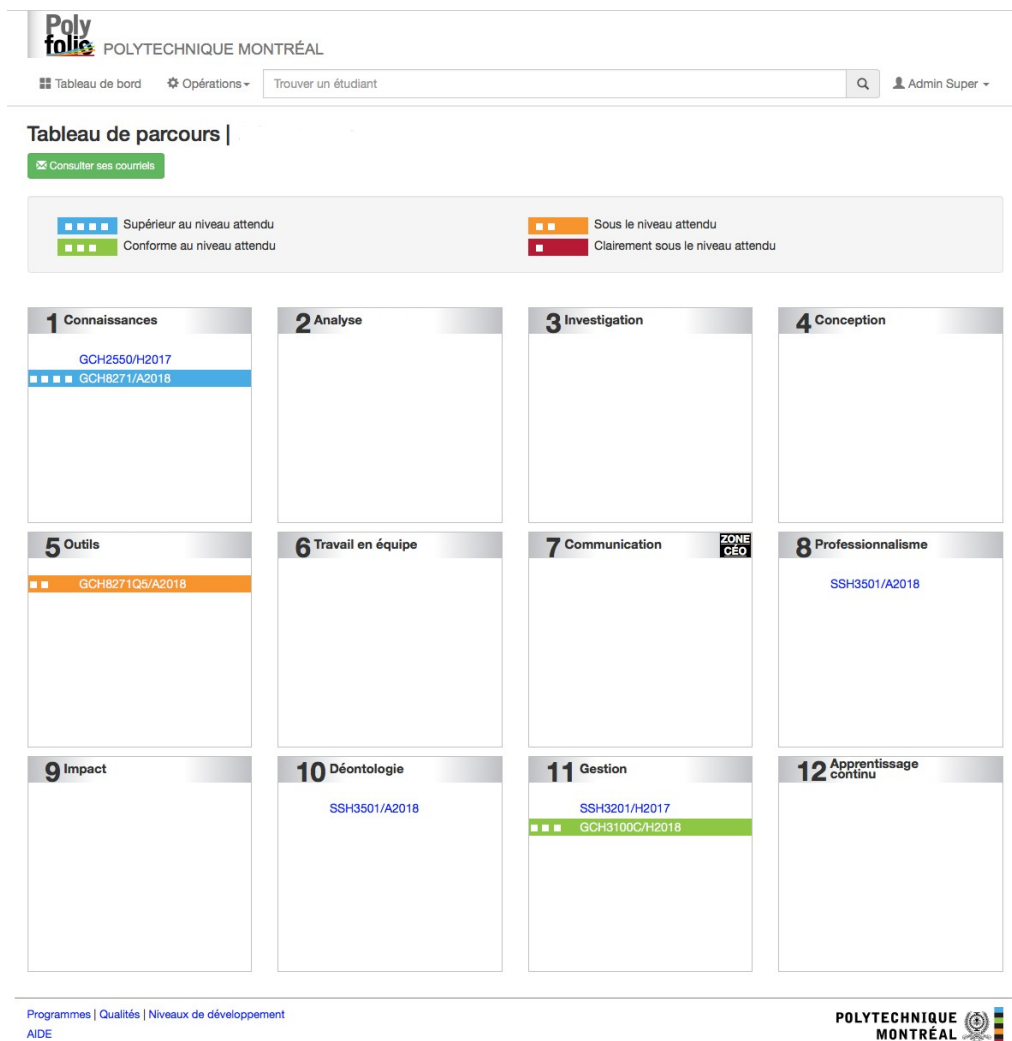 Poly
folio POLYTECHNIQUE MONTRÉAL
Tableau de bord Opérations Trouver un étudiant Admin Super
Tableau de parcours |
Consulter ses courriels
Supérieur au niveau attendu Sous le niveau attendu
Conforme au niveau attendu Clairement sous le niveau attendu
1 Connaissances 2 Analyse 3 Investigation 4 Conception
GCH2550/H2017
GCH8271/A2018
5 Outils 6 Travail en équipe 7 Communication ZONE CÉO 8 Professionnalisme
GCH8271Q5/A2018 SSH3501/A2018
9 Impact 10 Déontologie 11 Gestion 12 Apprentissage continu
SSH3501/A2018 SSH3201/H2017
GCH3100C/H2018
Programmes | Qualités | Niveaux de développement
AIDE
POLYTECHNIQUE
MONTRÉAL